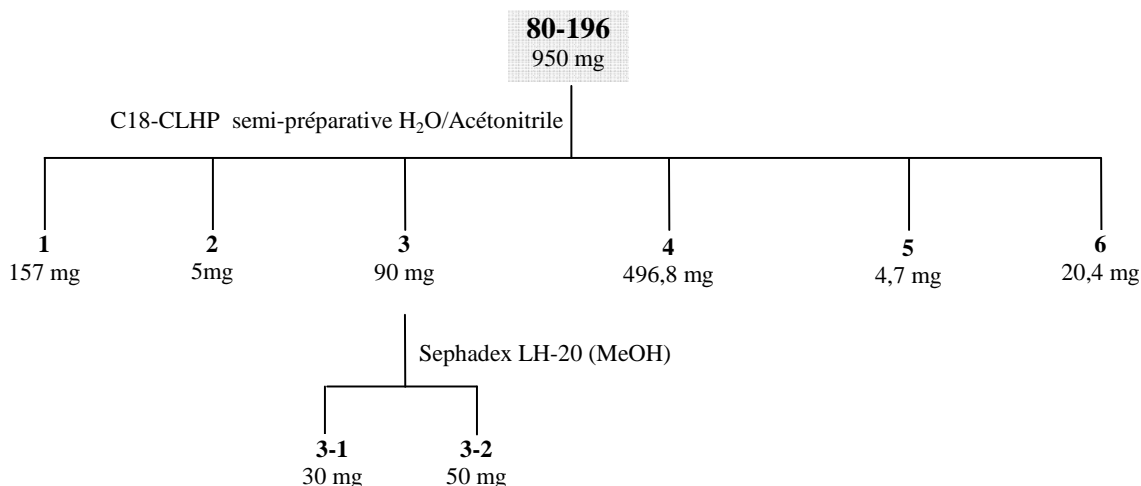 80-196
950 mg
C18-CLHP semi-préparative H₂O/Acétonitrile
1
157 mg
2
5mg
3
90 mg
4
496,8 mg
5
4,7 mg
6
20,4 mg
Sephadex LH-20 (MeOH)
3-1
30 mg
3-2
50 mg